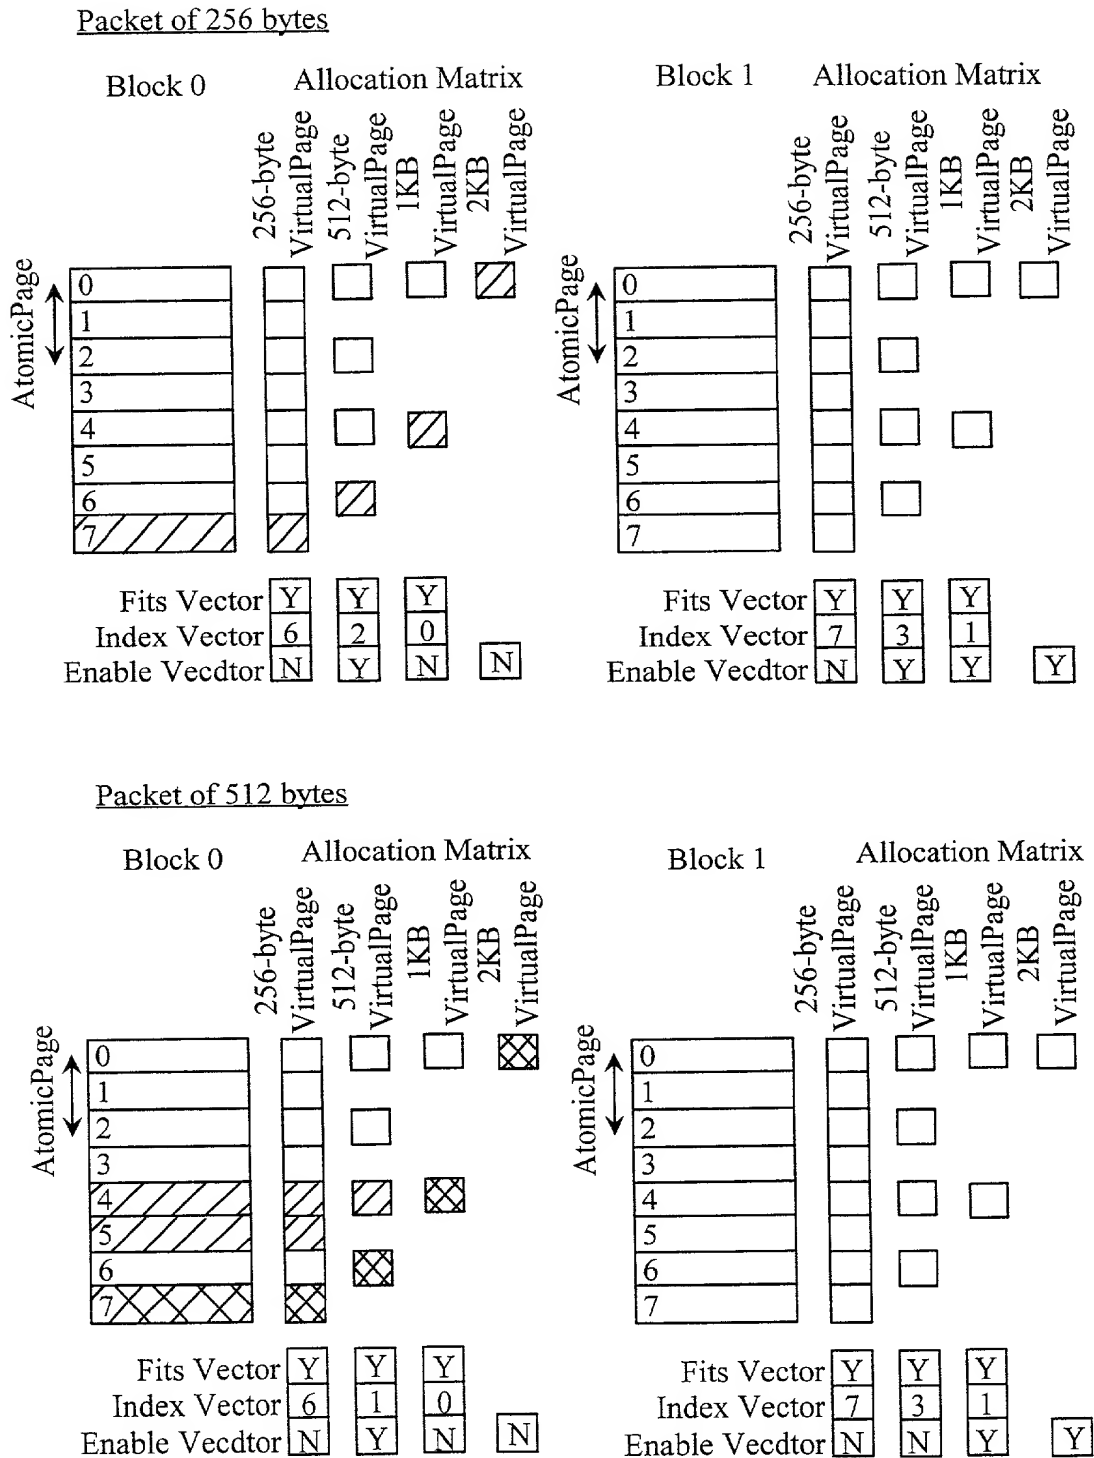 Packet of 256 bytes
Block 0
Allocation Matrix
256-byte
VirtualPage
512-byte
VirtualPage
1KB
VirtualPage
2KB
VirtualPage
AtomicPage
0
1
2
3
4
5
6
7
Fits Vector Y Y Y
Index Vector 6 2 0
Enable Vecdtor N Y N N
Block 1
Allocation Matrix
256-byte
VirtualPage
512-byte
VirtualPage
1KB
VirtualPage
2KB
VirtualPage
AtomicPage
0
1
2
3
4
5
6
7
Fits Vector Y Y Y
Index Vector 7 3 1
Enable Vecdtor N Y Y Y
Packet of 512 bytes
Block 0
Allocation Matrix
256-byte
VirtualPage
512-byte
VirtualPage
1KB
VirtualPage
2KB
VirtualPage
AtomicPage
0
1
2
3
4
5
6
7
Fits Vector Y Y Y
Index Vector 6 1 0
Enable Vecdtor N Y N N
Block 1
Allocation Matrix
256-byte
VirtualPage
512-byte
VirtualPage
1KB
VirtualPage
2KB
VirtualPage
AtomicPage
0
1
2
3
4
5
6
7
Fits Vector Y Y Y
Index Vector 7 3 1
Enable Vecdtor N N Y Y